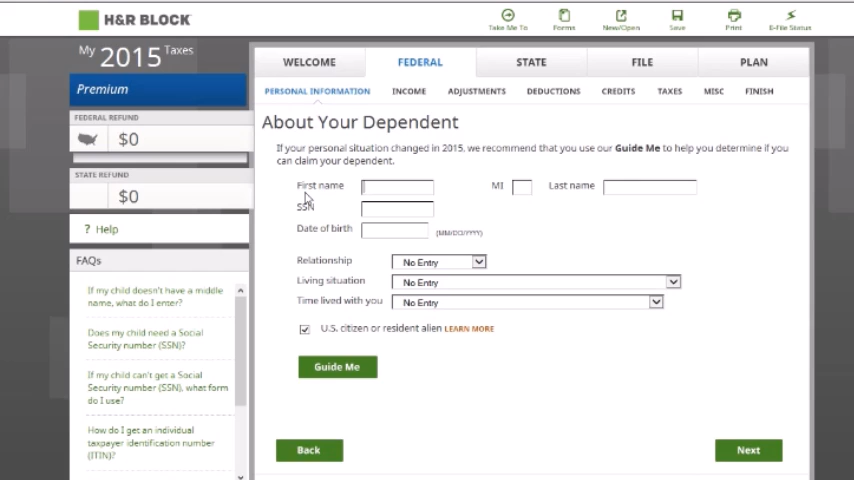 H&R BLOCK
Take Me To
Forms
New/Open
Save
Print
E-File Status
My 2015 Taxes
WELCOME
FEDERAL
STATE
FILE
PLAN
Premium
PERSONAL INFORMATION
INCOME
ADJUSTMENTS
DEDUCTIONS
CREDITS
TAXES
MISC
FINISH
FEDERAL REFUND
$0
STATE REFUND
$0
? Help
FAQs
If my child doesn't have a middle
name, what do I enter?
Does my child need a Social
Security number (SSN)?
If my child can't get a Social
Security number (SSN), what form
do I use?
How do I get an individual
taxpayer identification number
(ITIN)?
About Your Dependent
If your personal situation changed in 2015, we recommend that you use our Guide Me to help you determine if you
can claim your dependent.
First name
MI
Last name
SSN
Date of birth
(MM/DD/YYYY)
Relationship
No Entry
Living situation
No Entry
Time lived with you
No Entry
U.S. citizen or resident alien LEARN MORE
Guide Me
Back
Next